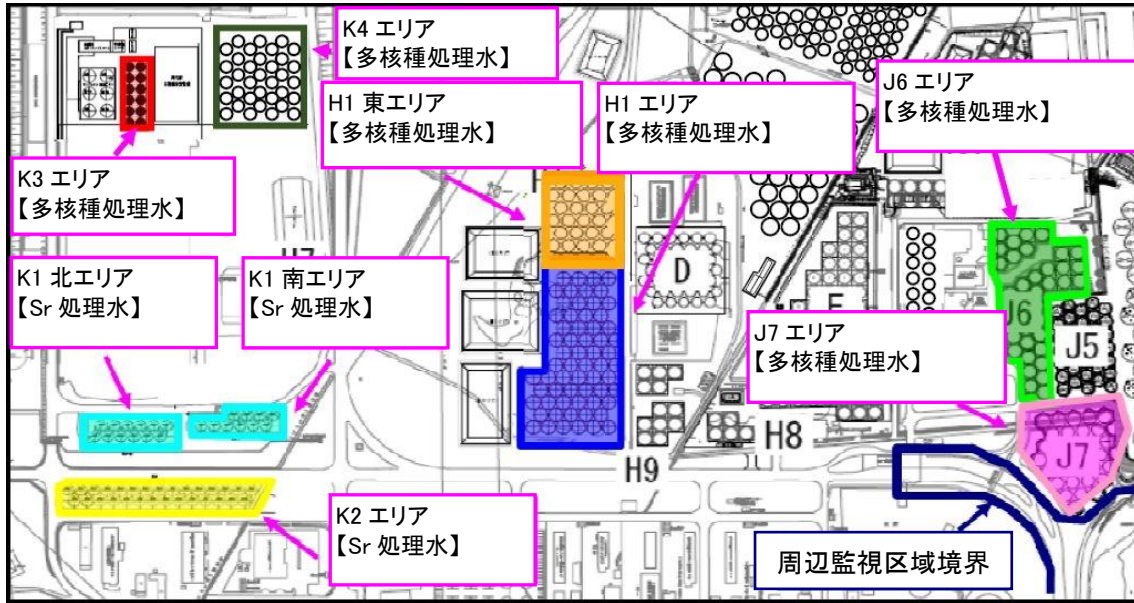 K4 エリア
【多核種処理水】
H1 東エリア
【多核種処理水】
H1 エリア
【多核種処理水】
J6 エリア
【多核種処理水】
K3 エリア
【多核種処理水】
K1 北エリア
【Sr 処理水】
K1 南エリア
【Sr 処理水】
D
J6
J5
J7 エリア
【多核種処理水】
J7
H8
H9
K2 エリア
【Sr 処理水】
周辺監視区域境界